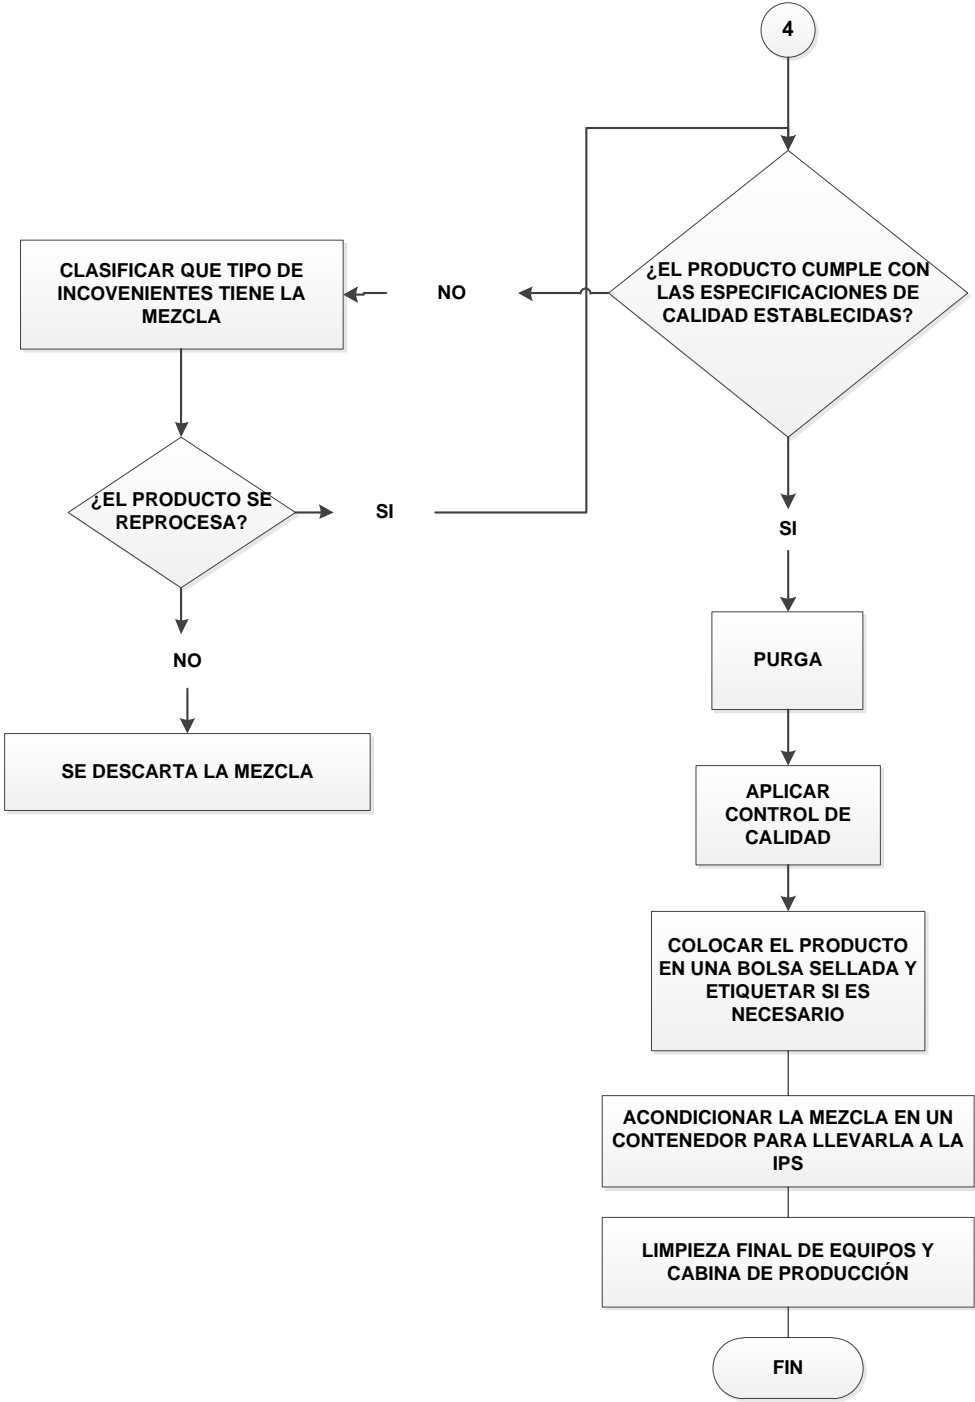 4
¿EL PRODUCTO CUMPLE CON
LAS ESPECIFICACIONES DE
CALIDAD ESTABLECIDAS?
NO
CLASIFICAR QUE TIPO DE
INCOVENIENTES TIENE LA
MEZCLA
¿EL PRODUCTO SE
REPROCESA?
SI
NO
SE DESCARTA LA MEZCLA
SI
PURGA
APLICAR
CONTROL DE
CALIDAD
COLOCAR EL PRODUCTO
EN UNA BOLSA SELLADA Y
ETIQUETAR SI ES
NECESARIO
ACONDICIONAR LA MEZCLA EN UN
CONTENEDOR PARA LLEVARLA A LA
IPS
LIMPIEZA FINAL DE EQUIPOS Y
CABINA DE PRODUCCIÓN
FIN